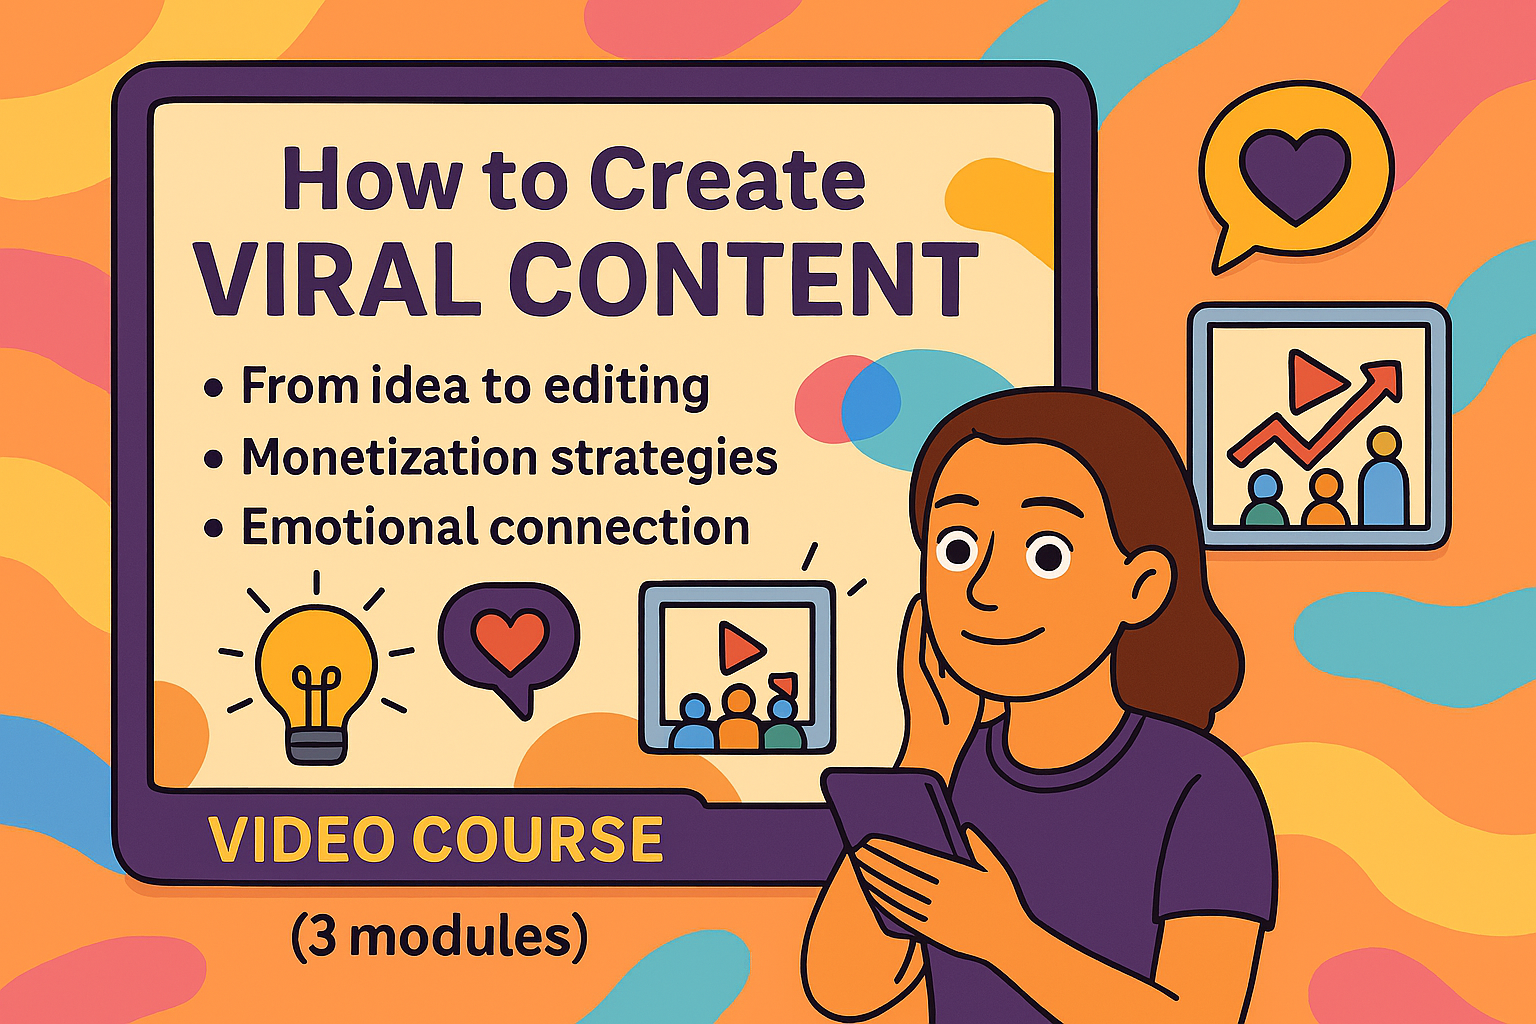 How to Create
VIRAL CONTENT
• From idea to editing
• Monetization strategies
• Emotional connection
VIDEO COURSE
(3 modules)